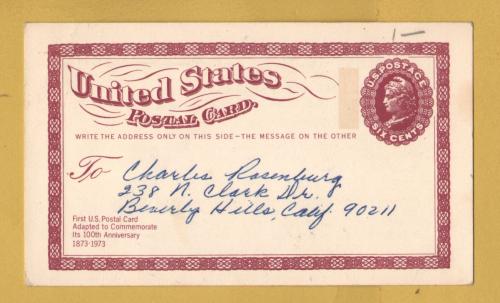 1—
United States
POSTAL CARD.
U.S. POSTAGE
SIX CENTS
WRITE THE ADDRESS ONLY ON THIS SIDE—THE MESSAGE ON THE OTHER
To Charles Rosenburg
238 N. Clark Dr.
Beverly Hills, Calif. 90211
First U.S. Postal Card
Adapted to Commemorate
Its 100th Anniversary
1873-1973